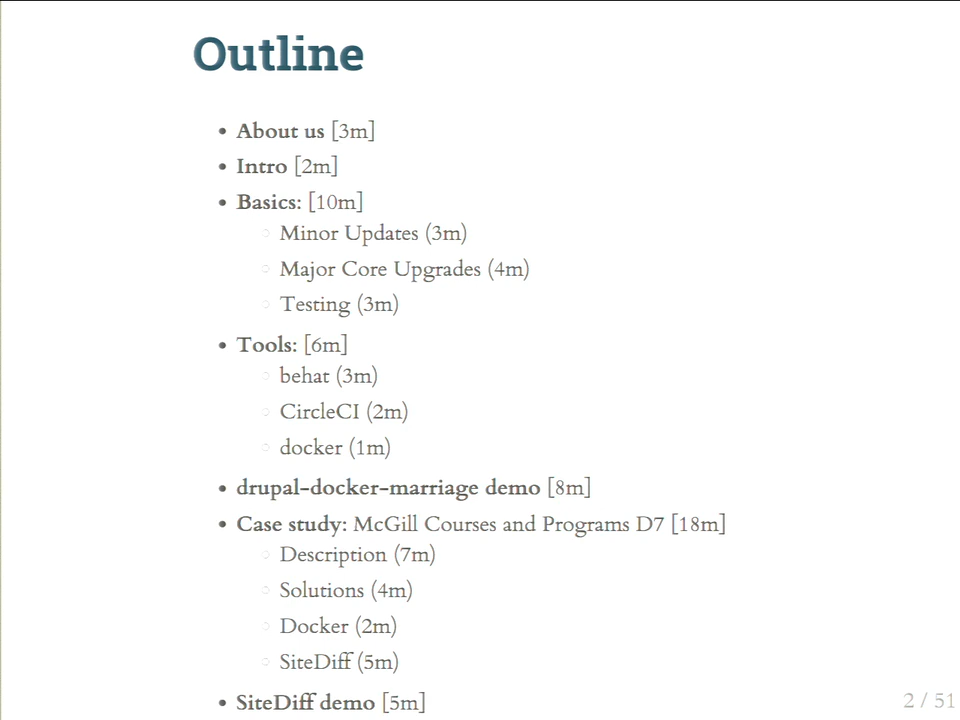 Outline
• About us [3m]
• Intro [2m]
• Basics: [10m]
◦ Minor Updates (3m)
◦ Major Core Upgrades (4m)
◦ Testing (3m)
• Tools: [6m]
◦ behat (3m)
◦ CircleCI (2m)
◦ docker (1m)
• drupal-docker-marriage demo [8m]
• Case study: McGill Courses and Programs D7 [18m]
◦ Description (7m)
◦ Solutions (4m)
◦ Docker (2m)
◦ SiteDiff (5m)
• SiteDiff demo [5m]
2 / 51